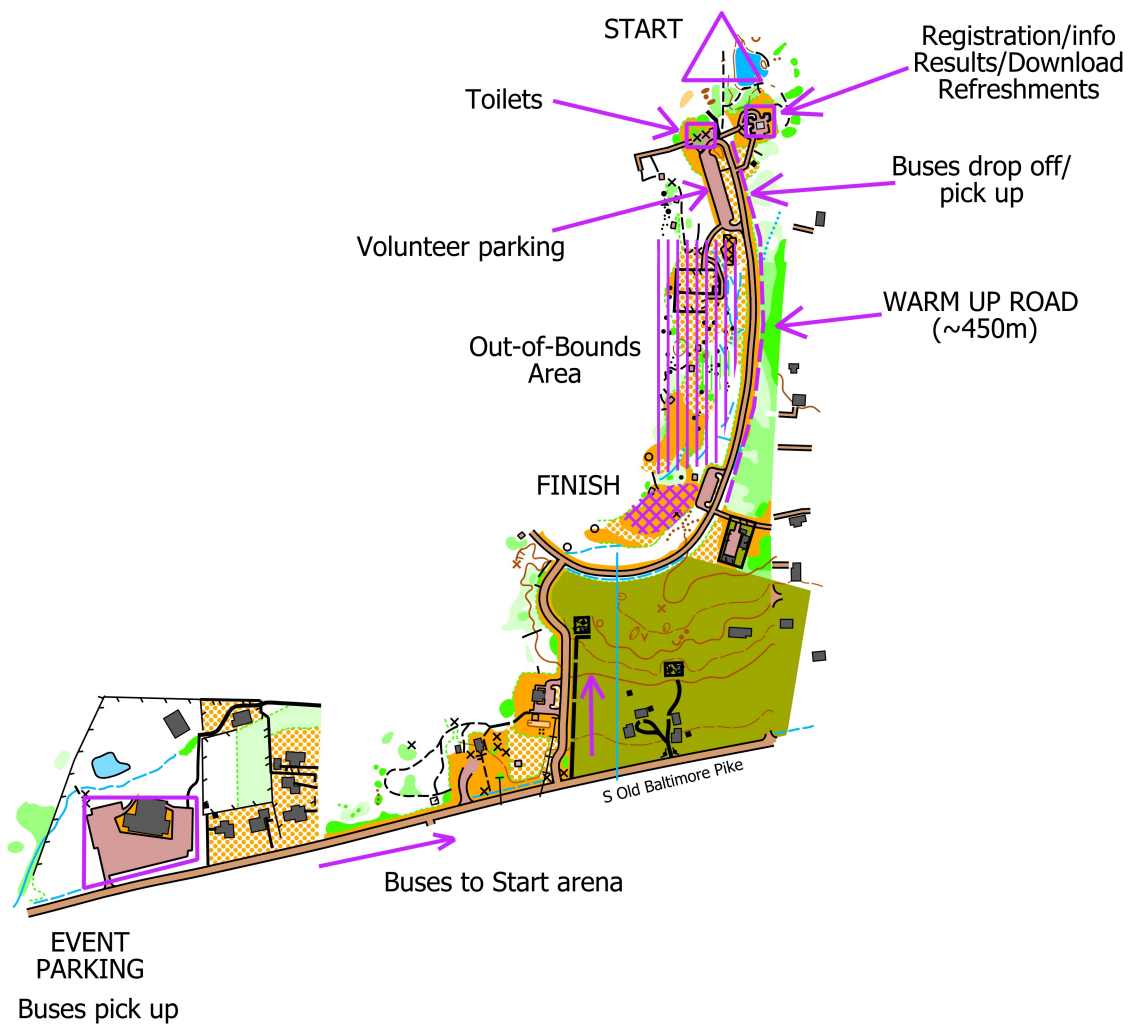 START
Registration/info
Results/Download
Refreshments
Toilets
Buses drop off/
pick up
Volunteer parking
WARM UP ROAD
(~450m)
Out-of-Bounds
Area
FINISH
S Old Baltimore Pike
Buses to Start arena
EVENT
PARKING
Buses pick up